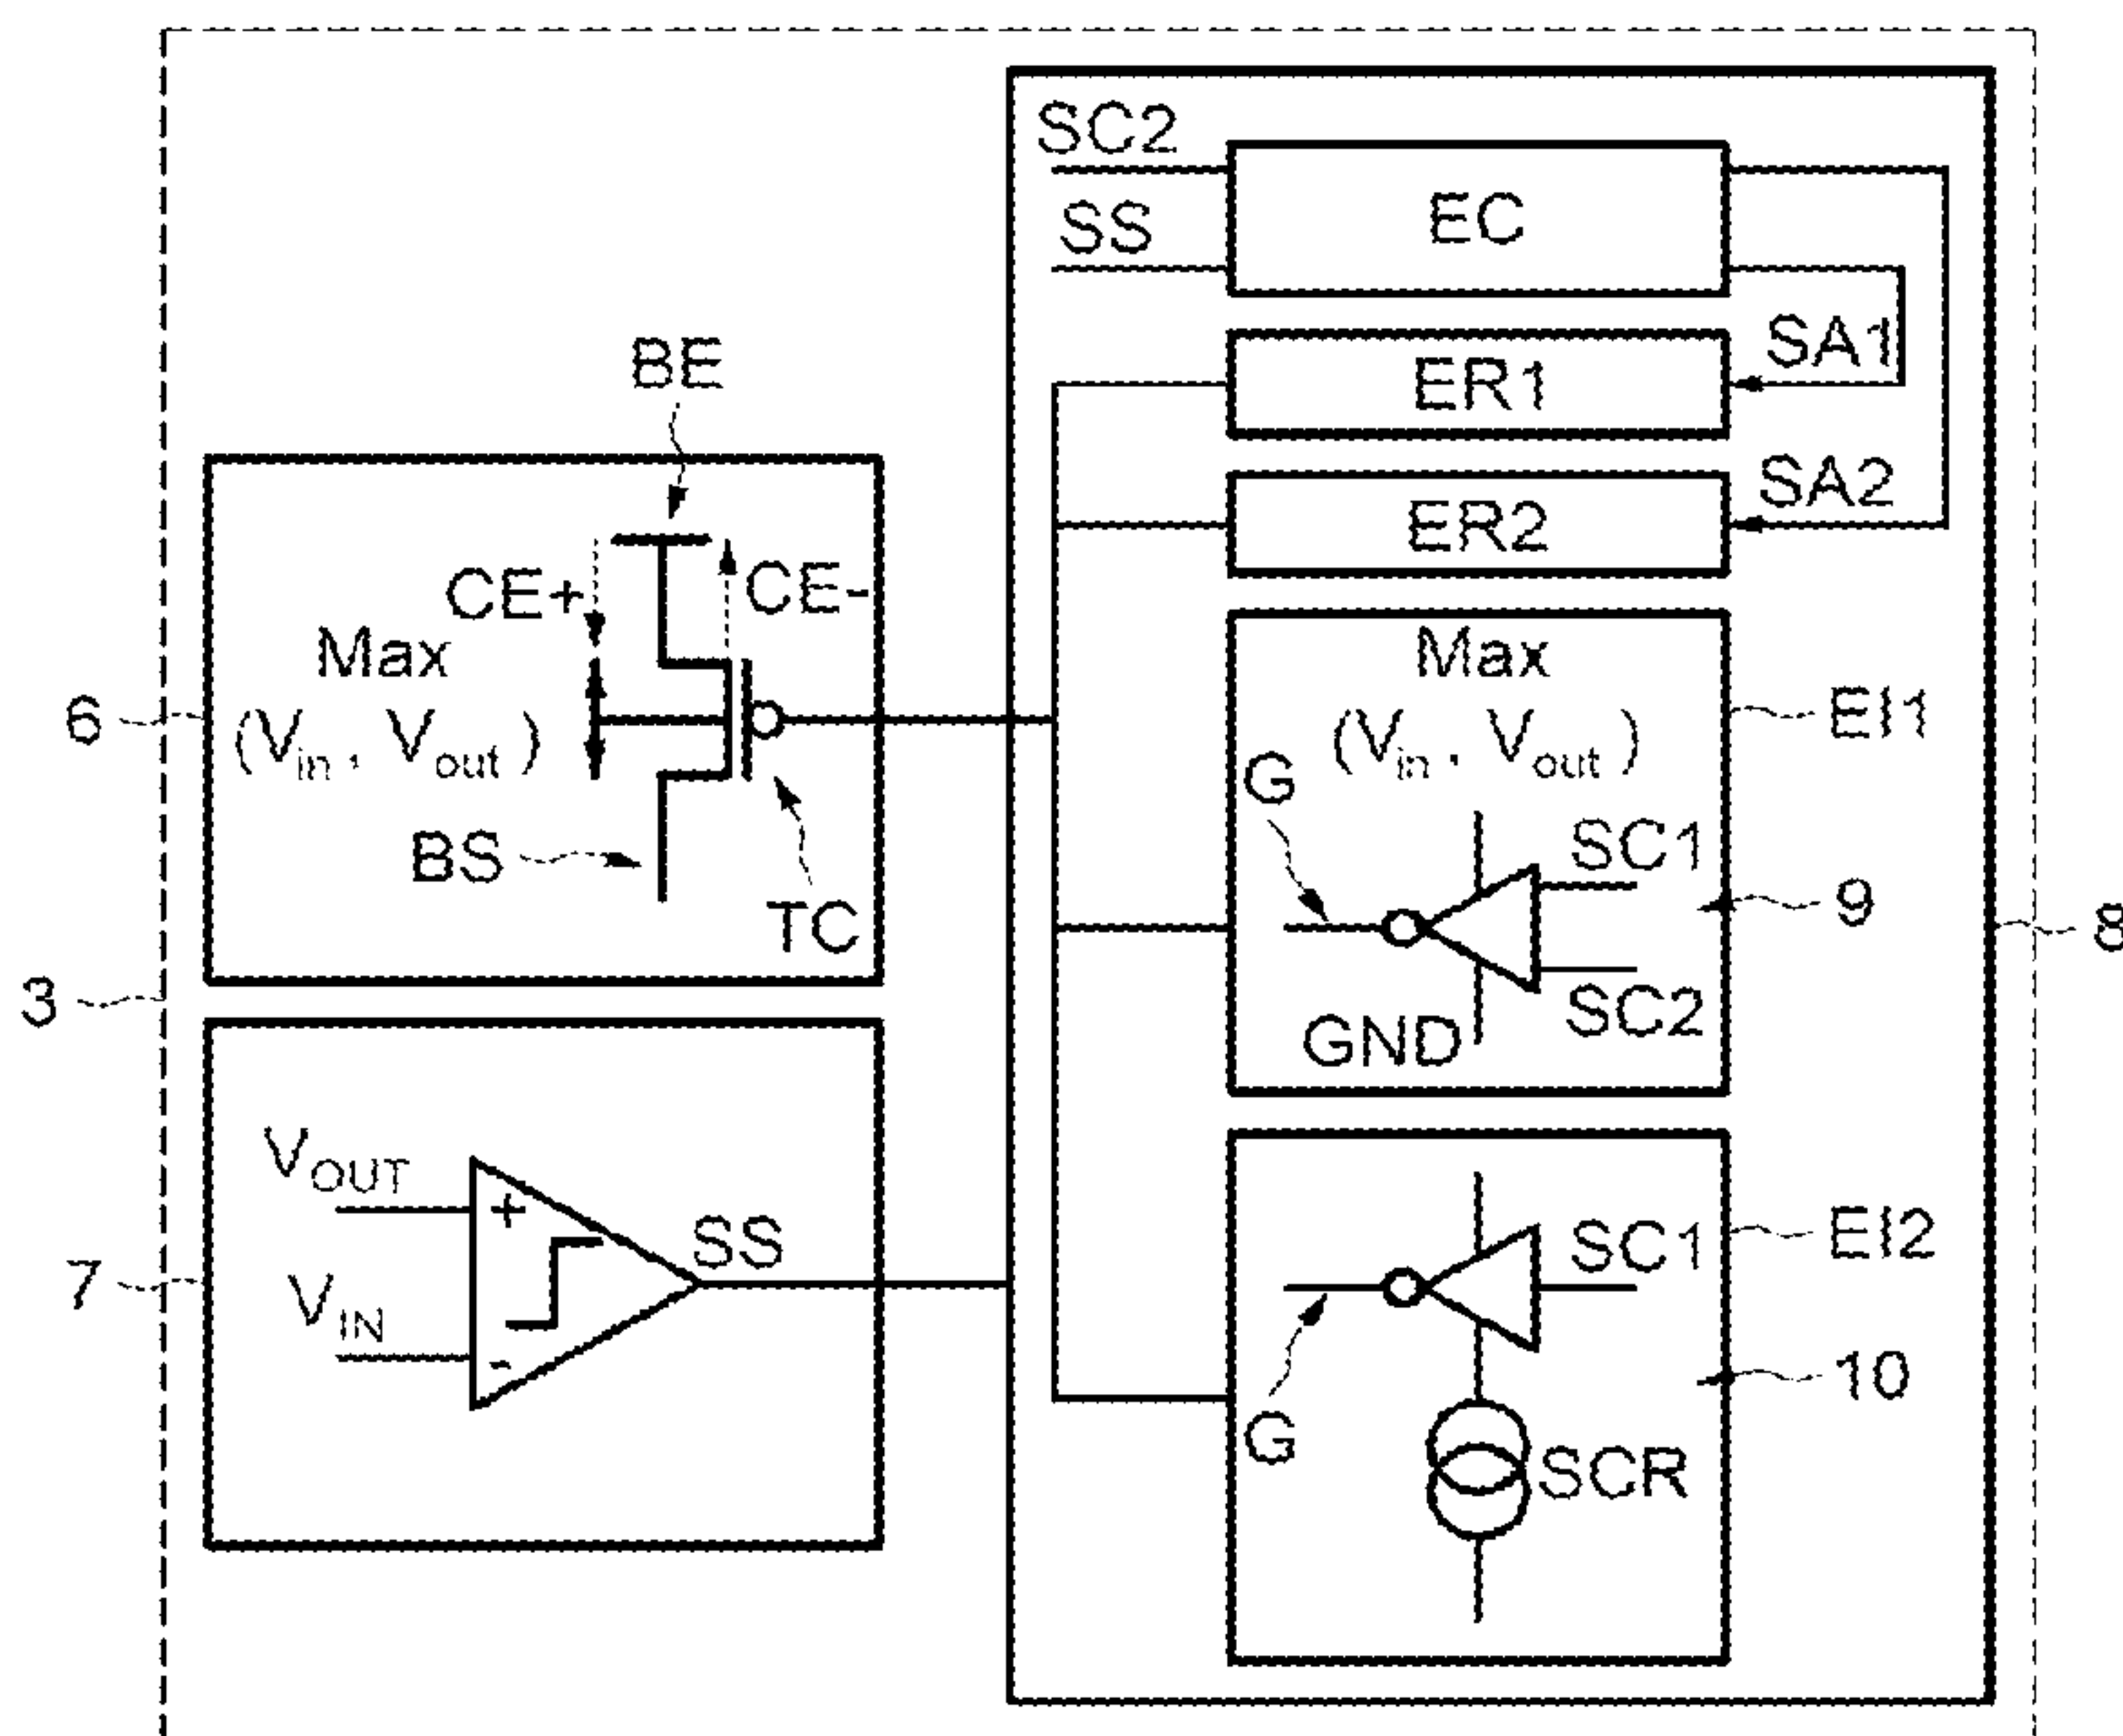 SC2
SS
EC
SA1
ER1
SA2
ER2
BE
CE+
CE-
Max
(Vin, Vout)
6
BS
TC
3
Max
(Vin, Vout)
EI1
G
SC1
9
8
SC2
GND
VOUT
+
SS
7
VIN
-
SC1
EI2
10
G
SCR